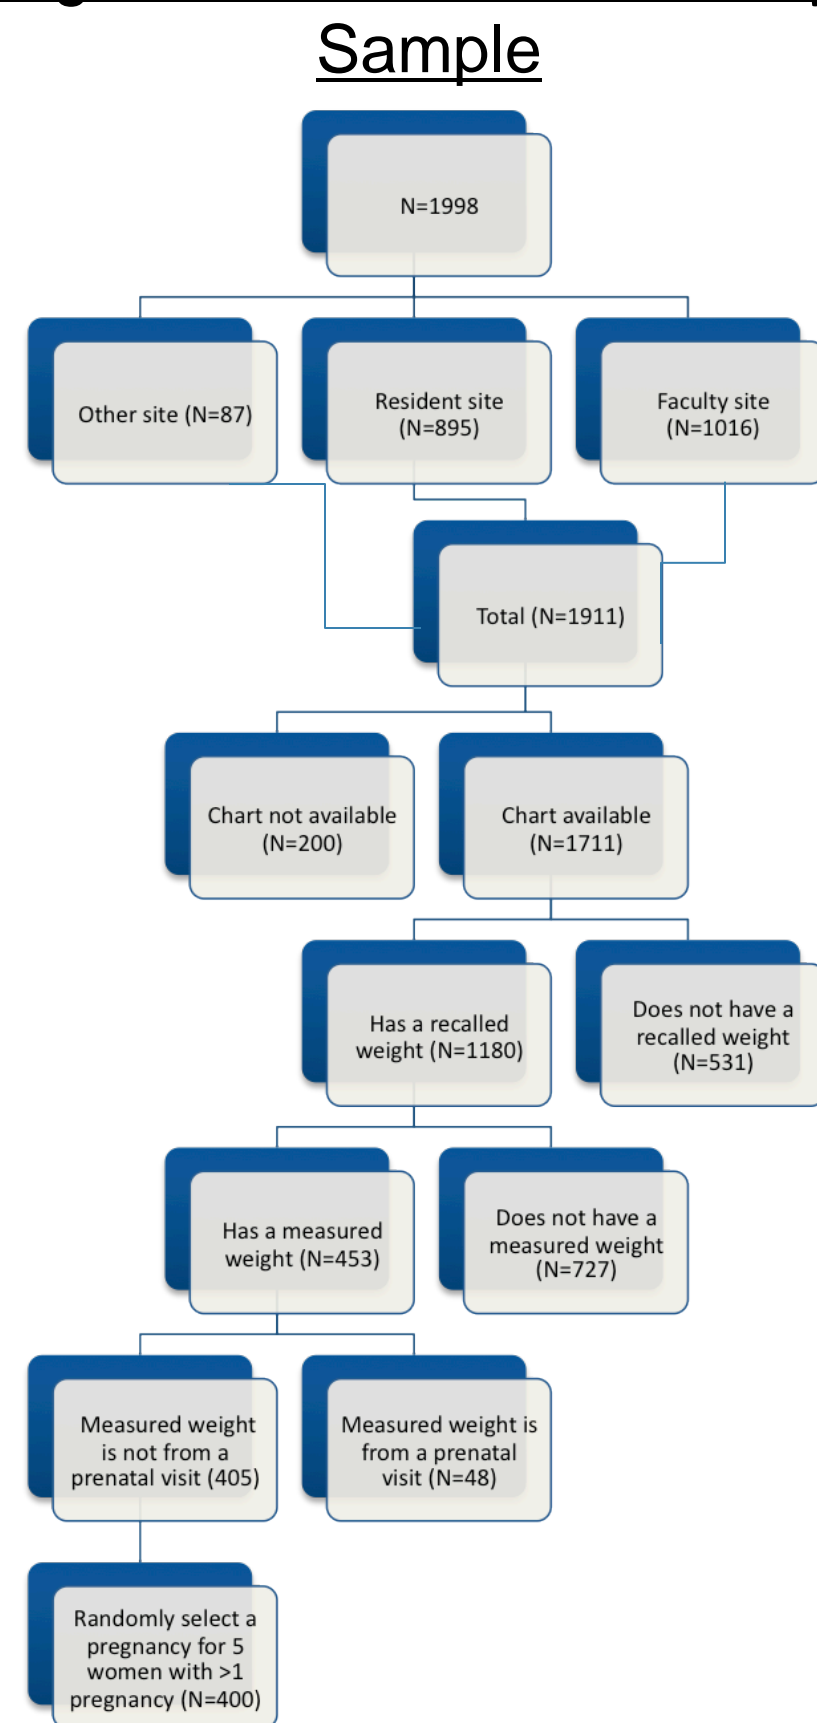 Sample
N=1998
Other site (N=87)
Resident site
(N=895)
Faculty site
(N=1016)
Total (N=1911)
Chart not available
(N=200)
Chart available
(N=1711)
Has a recalled
weight (N=1180)
Does not have a
recalled weight
(N=531)
Has a measured
weight (N=453)
Does not have a
measured weight
(N=727)
Measured weight
is not from a
prenatal visit (405)
Measured weight is
from a prenatal
visit (N=48)
Randomly select a
pregnancy for 5
women with >1
pregnancy (N=400)